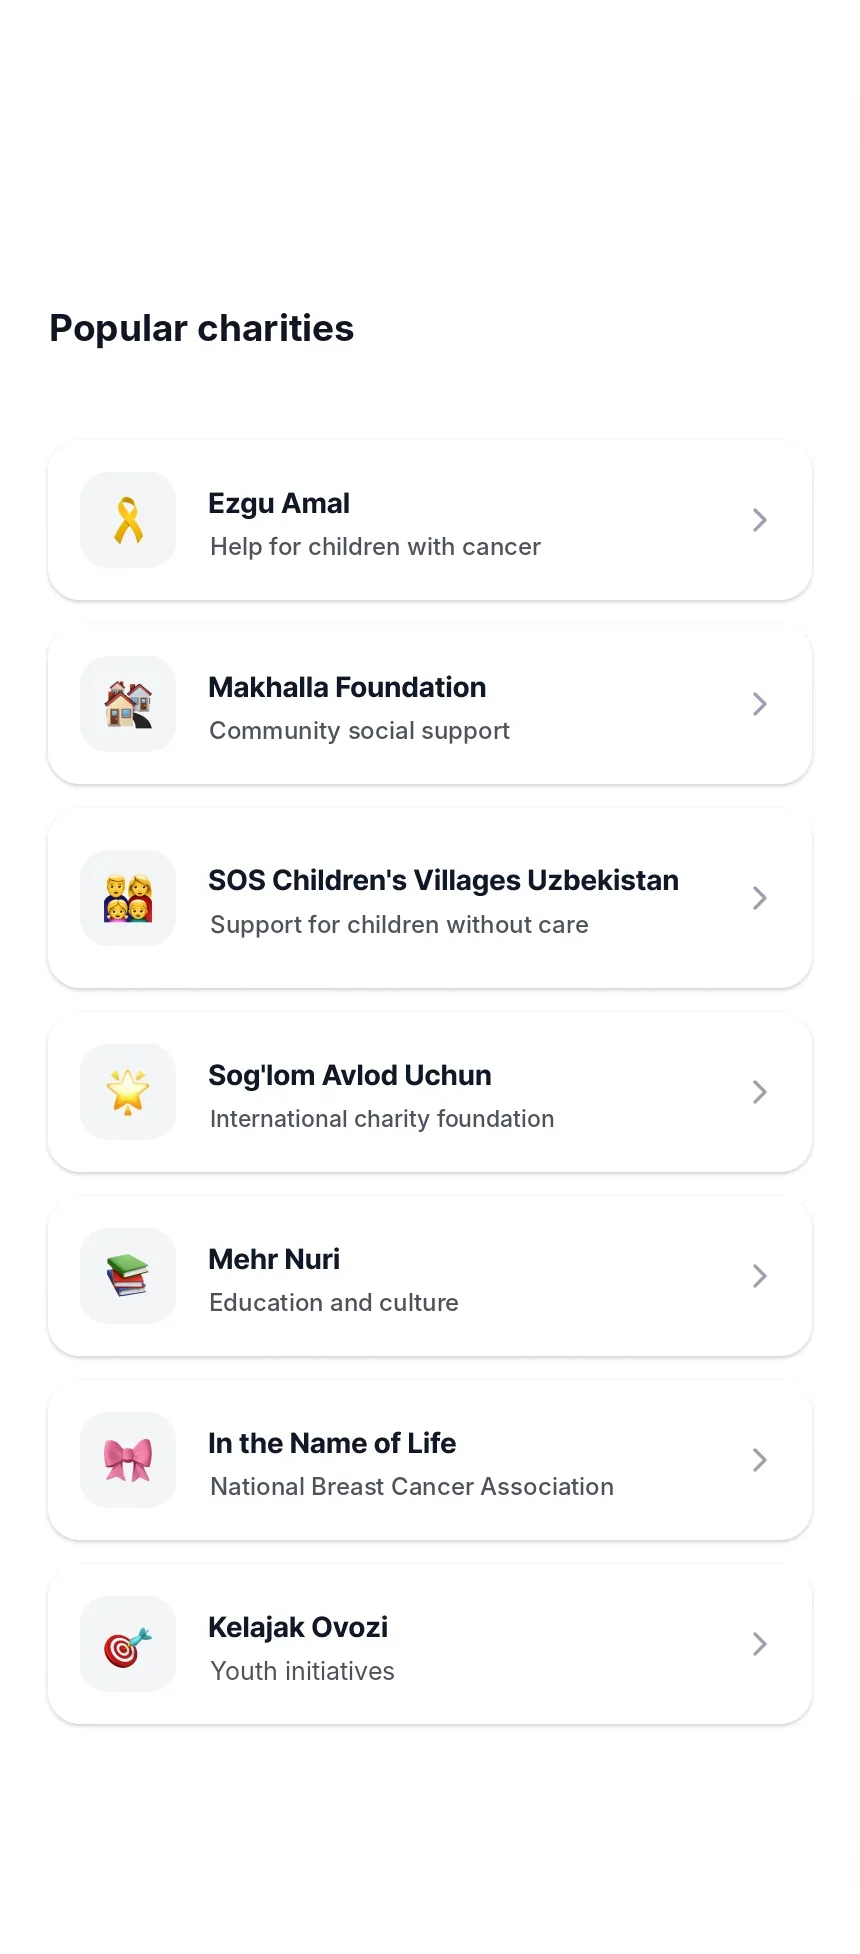 Popular charities
Ezgu Amal
Help for children with cancer
Makhalla Foundation
Community social support
SOS Children's Villages Uzbekistan
Support for children without care
Sog'lom Avlod Uchun
International charity foundation
Mehr Nuri
Education and culture
In the Name of Life
National Breast Cancer Association
Kelajak Ovozi
Youth initiatives